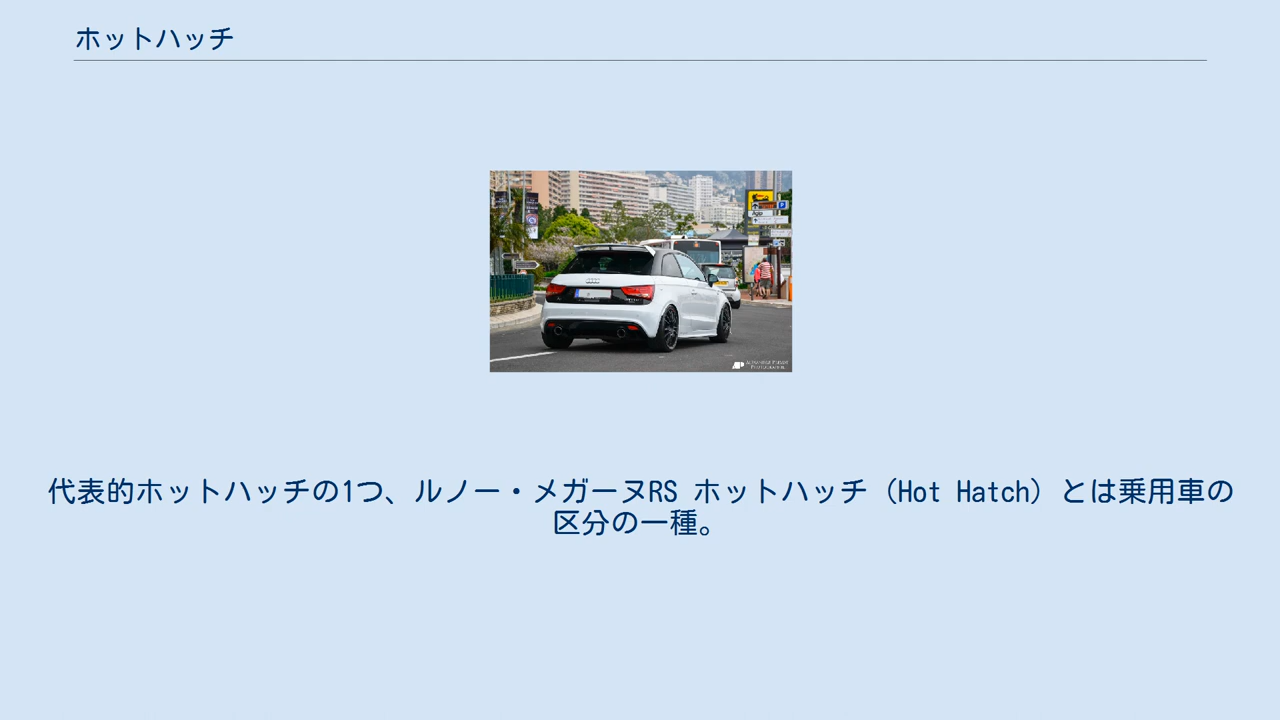 ホットハッチ
代表的ホットハッチの1つ、ルノー・メガーヌRS ホットハッチ（Hot Hatch）とは乗用車の
区分の一種。